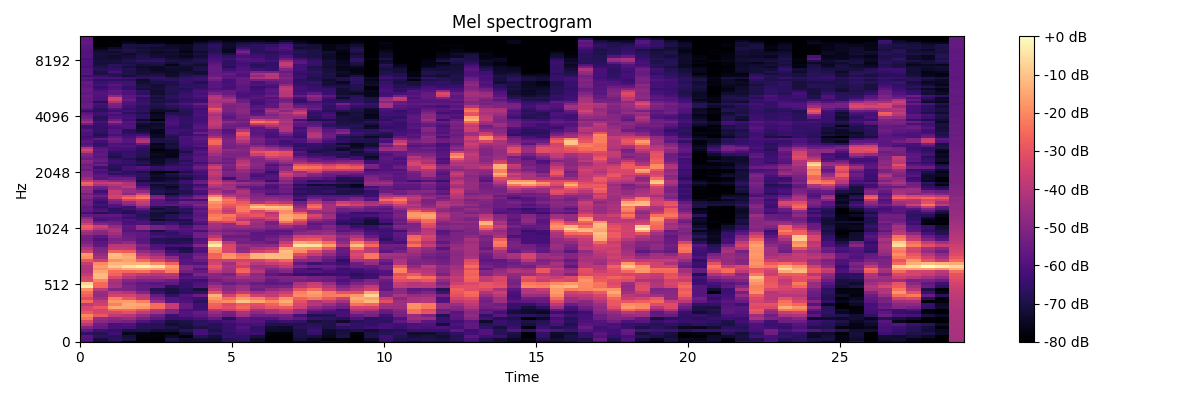 Mel spectrogram
8192
4096
2048
1024
512
0
Hz
0 5 10 15 20 25
Time
+0 dB
-10 dB
-20 dB
-30 dB
-40 dB
-50 dB
-60 dB
-70 dB
-80 dB